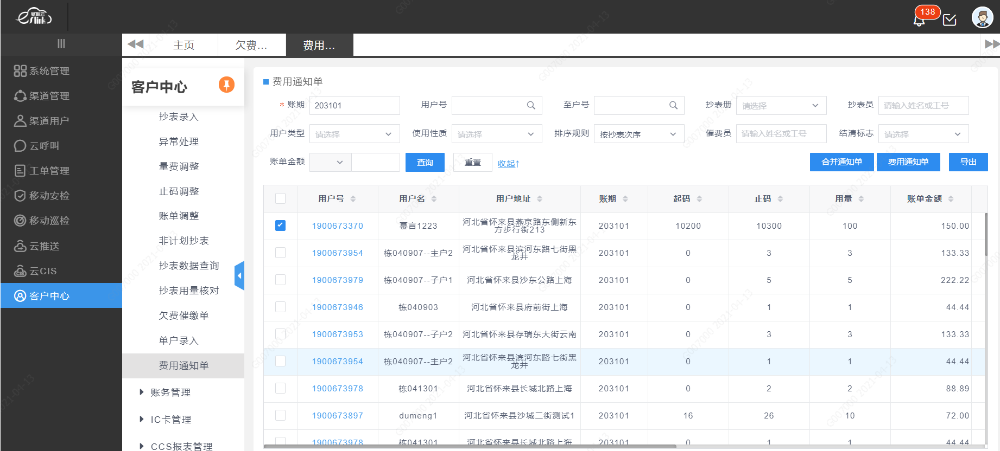 易联云
eslink
138
主页
欠费...
费用...
系统管理
渠道管理
渠道用户
云呼叫
工单管理
移动安检
移动巡检
云推送
云CIS
客户中心
客户中心
抄表录入
异常处理
量费调整
止码调整
账单调整
非计划抄表
抄表数据查询
抄表用量核对
欠费催缴单
单户录入
费用通知单
账务管理
IC卡管理
CCS报表管理
费用通知单
* 账期 203101 用户号 至户号 抄表册 请选择 抄表员 请输入姓名或工号
用户类型 请选择 使用性质 请选择 排序规则 按抄表次序 催费员 请输入姓名或工号 结清标志 请选择
账单金额 查询 重置 收起↑ 合并通知单 费用通知单 导出
用户号 用户名 用户地址 账期 起码 止码 用量 账单金额
1900673370 慕言1223 河北省怀来县燕京路东侧新东方步行街213 203101 10200 10300 100 150.00
1900673954 栋040907--主户2 河北省怀来县滨河东路七街黑龙井 203101 0 3 3 133.33
1900673979 栋040907--子户1 河北省怀来县沙东公路上海 203101 0 5 5 222.22
1900673946 栋040903 河北省怀来县府前街上海 203101 0 1 1 44.44
1900673953 栋040907--子户2 河北省怀来县存瑞东大街云南 203101 0 3 3 133.33
1900673954 栋040907--主户2 河北省怀来县滨河东路七街黑龙井 203101 0 1 1 44.44
1900673978 栋041301 河北省怀来县长城北路上海 203101 0 2 2 88.89
1900673897 dumeng1 河北省怀来县沙城二街测试1 203101 16 26 10 72.00
1900673978 栋041301 河北省怀来县长城北路上海 203101 0 1 1 44.44
G007000 2021-04-13